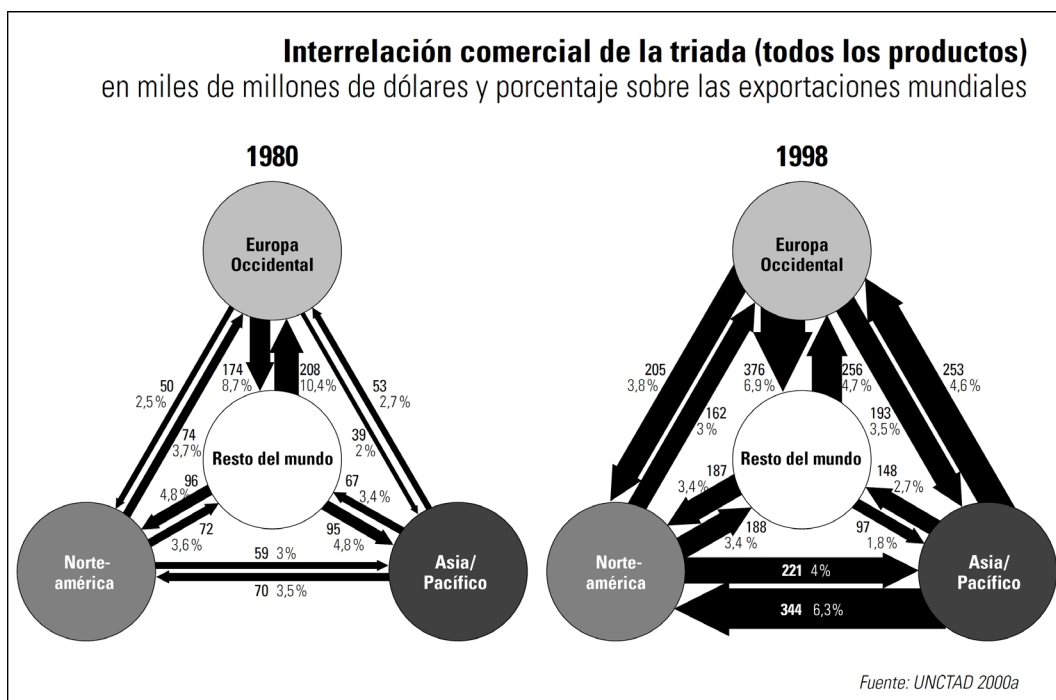 Interrelación comercial de la triada (todos los productos)
en miles de millones de dólares y porcentaje sobre las exportaciones mundiales
1980
Europa
Occidental
50
2,5 %
174
8,7 %
208
10,4 %
53
2,7 %
74
3,7 %
39
2 %
Resto del mundo
96
4,8 %
67
3,4 %
72
3,6 %
95
4,8 %
59 3 %
70 3,5 %
Norte-
américa
Asia/
Pacífico
1998
Europa
Occidental
205
3,8 %
376
6,9 %
256
4,7 %
253
4,6 %
162
3 %
193
3,5 %
Resto del mundo
187
3,4 %
148
2,7 %
188
3,4 %
97
1,8 %
221 4 %
344 6,3 %
Norte-
américa
Asia/
Pacífico
Fuente: UNCTAD 2000a